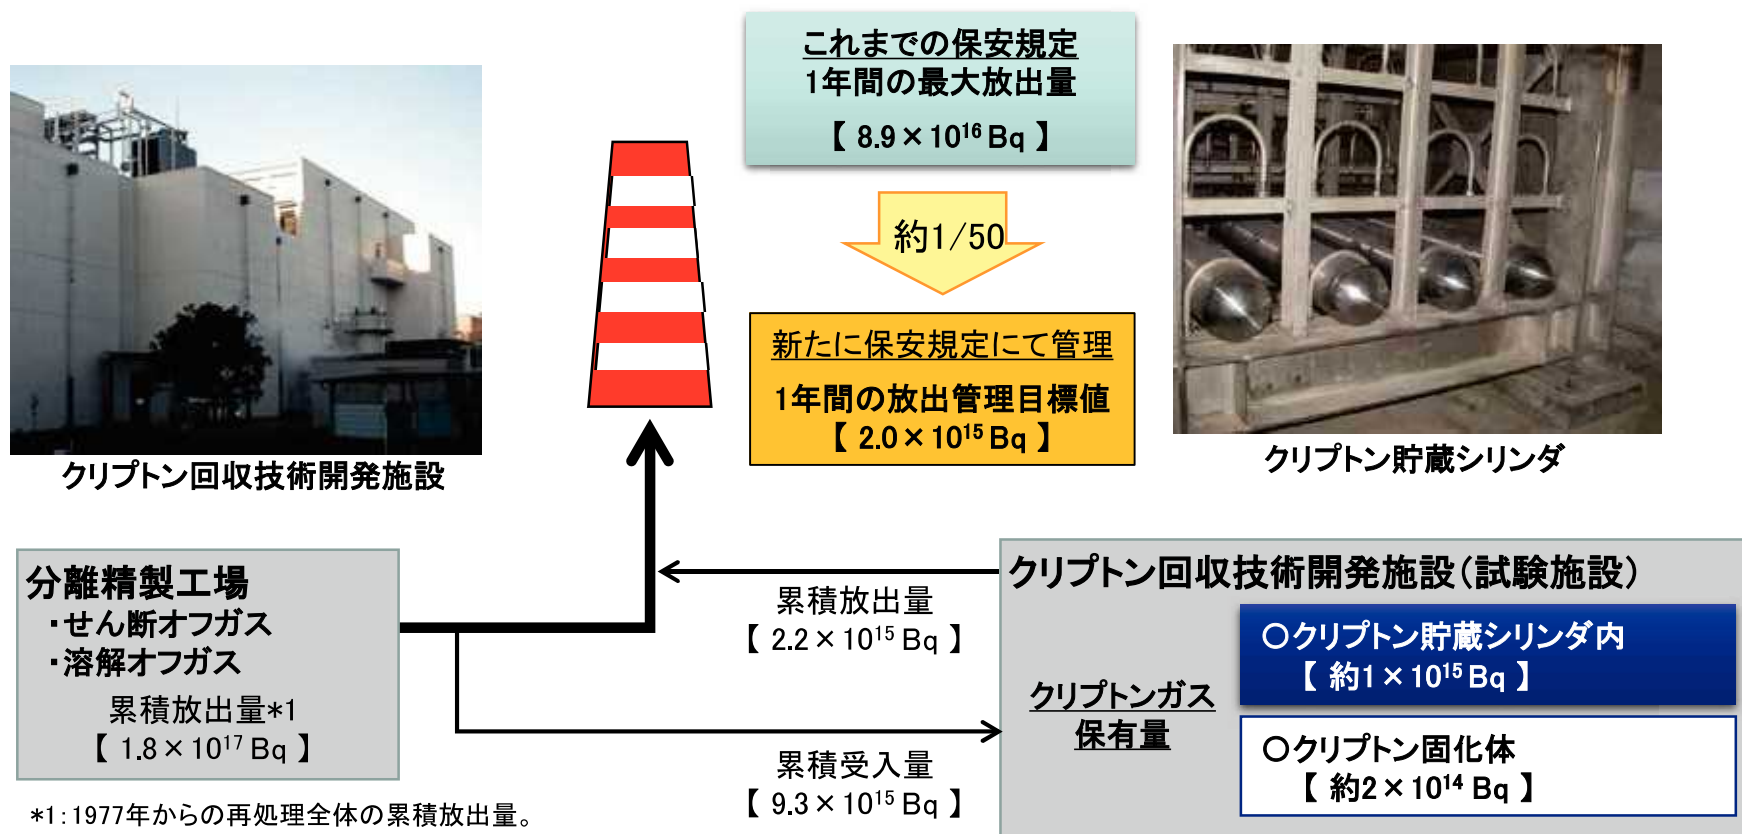 これまでの保安規定
1年間の最大放出量
【 8.9×10¹⁶ Bq 】
約1/50
新たに保安規定にて管理
1年間の放出管理目標値
【 2.0×10¹⁵ Bq 】
クリプトン回収技術開発施設
クリプトン貯蔵シリンダ
分離精製工場
・せん断オフガス
・溶解オフガス
累積放出量*1
【 1.8×10¹⁷ Bq 】
*1:1977年からの再処理全体の累積放出量。
累積放出量
【 2.2×10¹⁵ Bq 】
累積受入量
【 9.3×10¹⁵ Bq 】
クリプトン回収技術開発施設(試験施設)
クリプトンガス
保有量
○クリプトン貯蔵シリンダ内
【 約1×10¹⁵ Bq 】
○クリプトン固化体
【 約2×10¹⁴ Bq 】